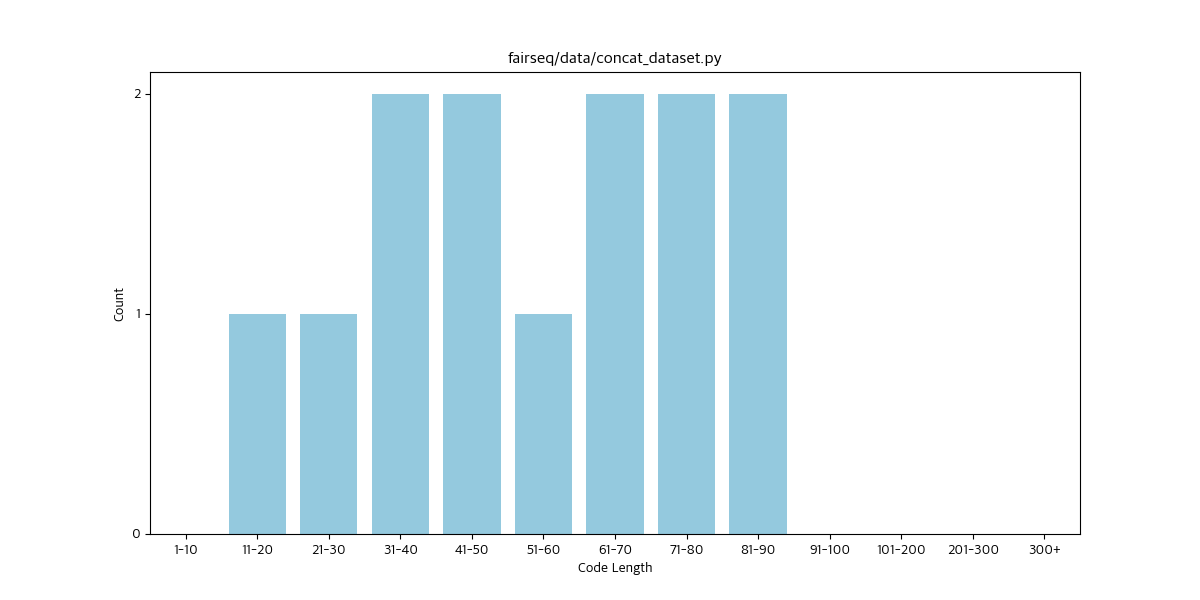 fairseq/data/concat_dataset.py
Count
2
1
0
1-10 11-20 21-30 31-40 41-50 51-60 61-70 71-80 81-90 91-100 101-200 201-300 300+
Code Length